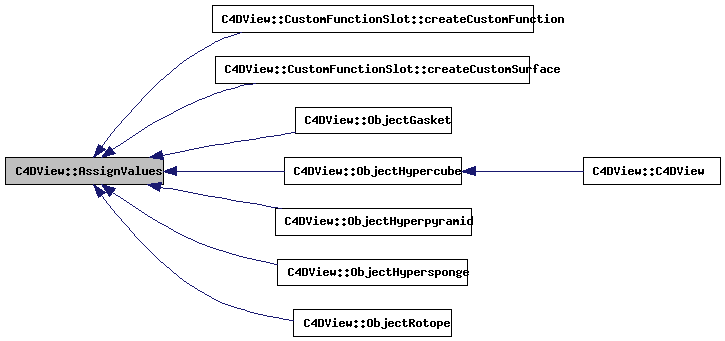 C4DView::CustomFunctionSlot::createCustomFunction
C4DView::CustomFunctionSlot::createCustomSurface
C4DView::ObjectGasket
C4DView::AssignValues
C4DView::ObjectHypercube
C4DView::C4DView
C4DView::ObjectHyperpyramid
C4DView::ObjectHypersponge
C4DView::ObjectRotope